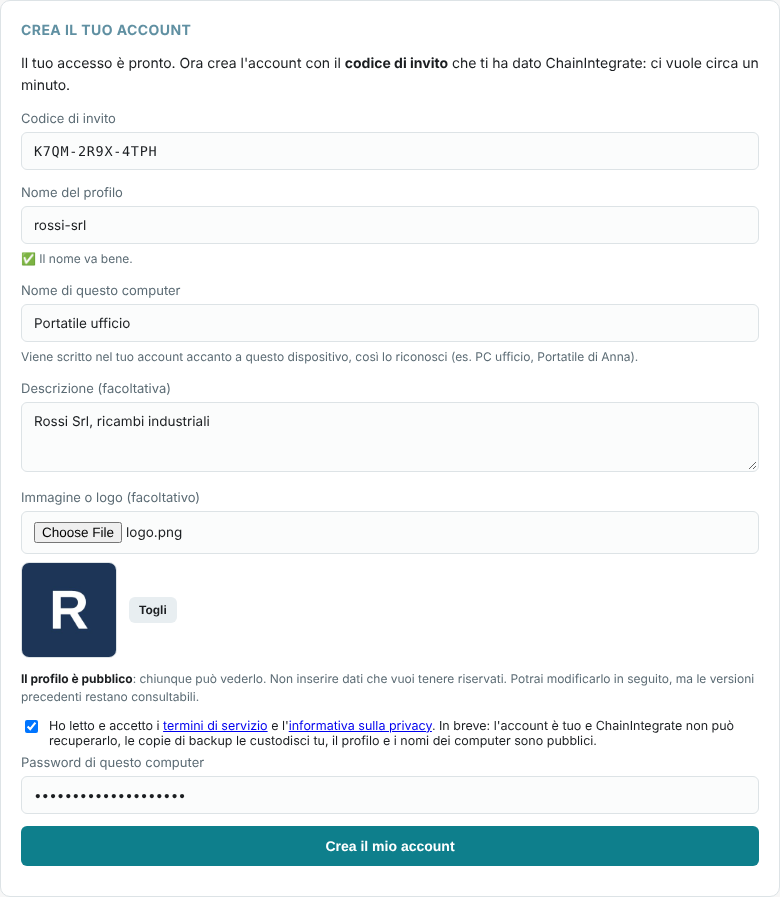 CREA IL TUO ACCOUNT
Il tuo accesso è pronto. Ora crea l'account con il codice di invito che ti ha dato ChainIntegrate: ci vuole circa un
minuto.
Codice di invito
K7QM-2R9X-4TPH
Nome del profilo
rossi-srl
✅ Il nome va bene.
Nome di questo computer
Portatile ufficio
Viene scritto nel tuo account accanto a questo dispositivo, così lo riconosci (es. PC ufficio, Portatile di Anna).
Descrizione (facoltativa)
Rossi Srl, ricambi industriali
Immagine o logo (facoltativo)
Choose File logo.png
R
Togli
Il profilo è pubblico: chiunque può vederlo. Non inserire dati che vuoi tenere riservati. Potrai modificarlo in seguito, ma le versioni
precedenti restano consultabili.
Ho letto e accetto i termini di servizio e l'informativa sulla privacy. In breve: l'account è tuo e ChainIntegrate non può
recuperarlo, le copie di backup le custodisci tu, il profilo e i nomi dei computer sono pubblici.
Password di questo computer
•••••••••••••••••••
Crea il mio account